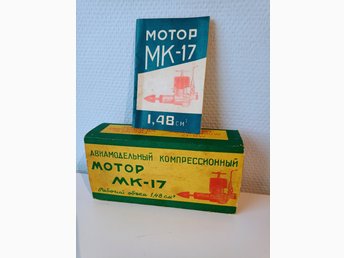 МОТОР
МК-17
1,48 см³
АВИАМОДЕЛЬНЫЙ КОМПРЕССИОННЫЙ
МОТОР
МК-17
Рабочий объем 1,48 см³